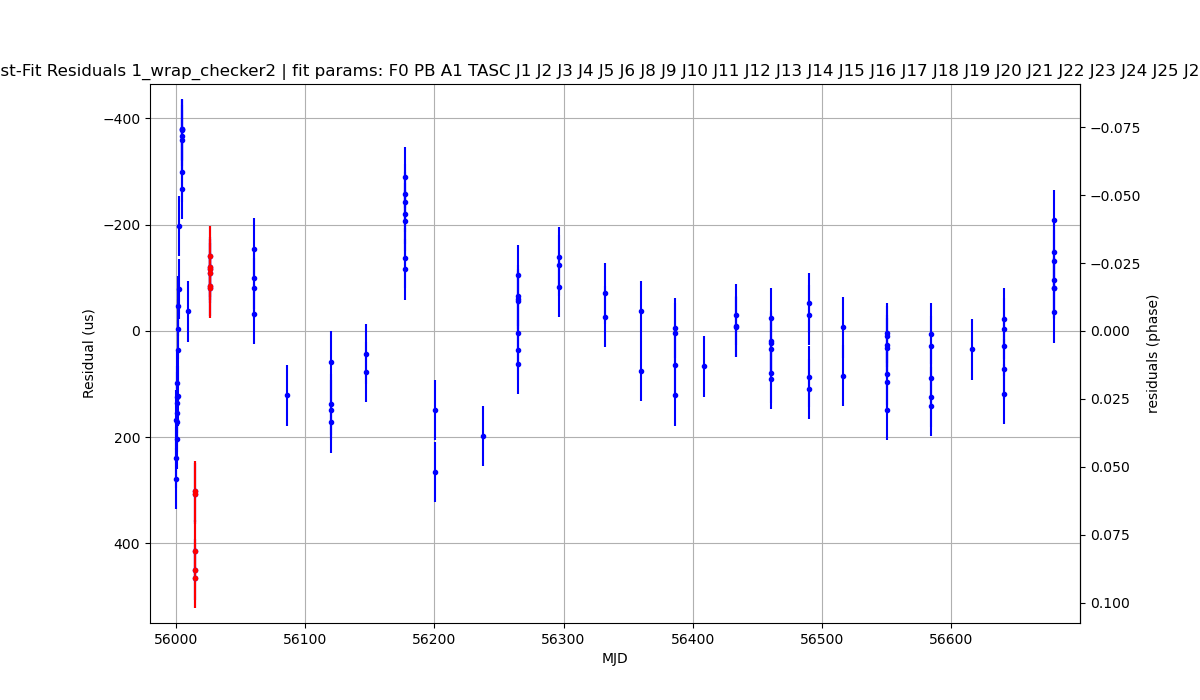 st-Fit Residuals 1_wrap_checker2 | fit params: F0 PB A1 TASC J1 J2 J3 J4 J5 J6 J8 J9 J10 J11 J12 J13 J14 J15 J16 J17 J18 J19 J20 J21 J22 J23 J24 J25 J2
−400
−200
0
200
400
Residual (us)
−0.075
−0.050
−0.025
0.000
0.025
0.050
0.075
0.100
residuals (phase)
56000 56100 56200 56300 56400 56500 56600
MJD